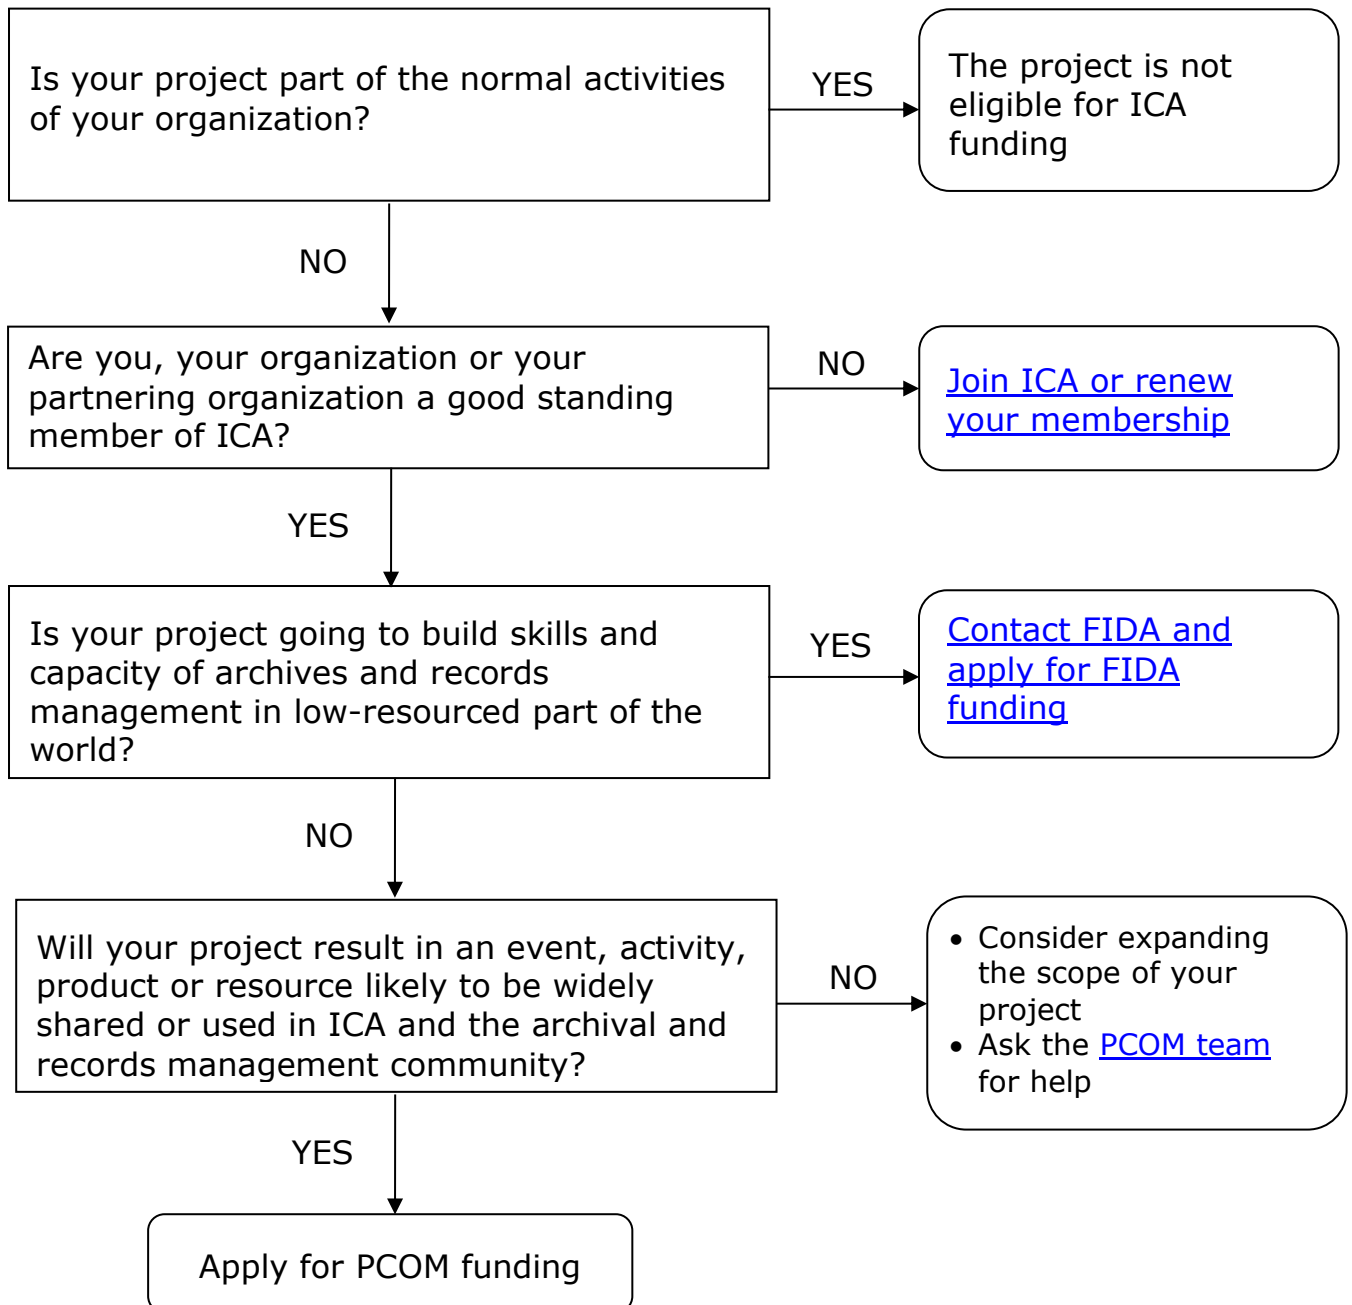 Is your project part of the normal activities
of your organization?
YES
The project is not
eligible for ICA
funding
NO
Are you, your organization or your
partnering organization a good standing
member of ICA?
NO
Join ICA or renew
your membership
YES
Is your project going to build skills and
capacity of archives and records
management in low-resourced part of the
world?
YES
Contact FIDA and
apply for FIDA
funding
NO
Will your project result in an event, activity,
product or resource likely to be widely
shared or used in ICA and the archival and
records management community?
NO
• Consider expanding
the scope of your
project
• Ask the PCOM team
for help
YES
Apply for PCOM funding